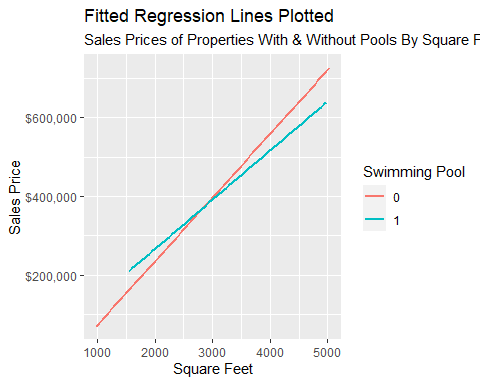 Fitted Regression Lines Plotted
Sales Prices of Properties With & Without Pools By Square F
$600,000
$400,000
$200,000
Sales Price
1000 2000 3000 4000 5000
Square Feet
Swimming Pool
0
1